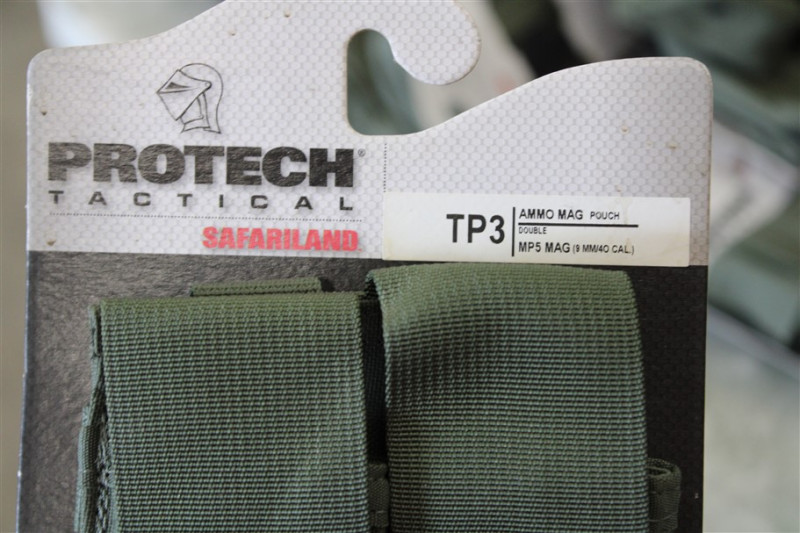 PROTECH®
TACTICAL
SAFARILAND
TP3
AMMO MAG POUCH
DOUBLE
MP5 MAG (9 MM/40 CAL.)